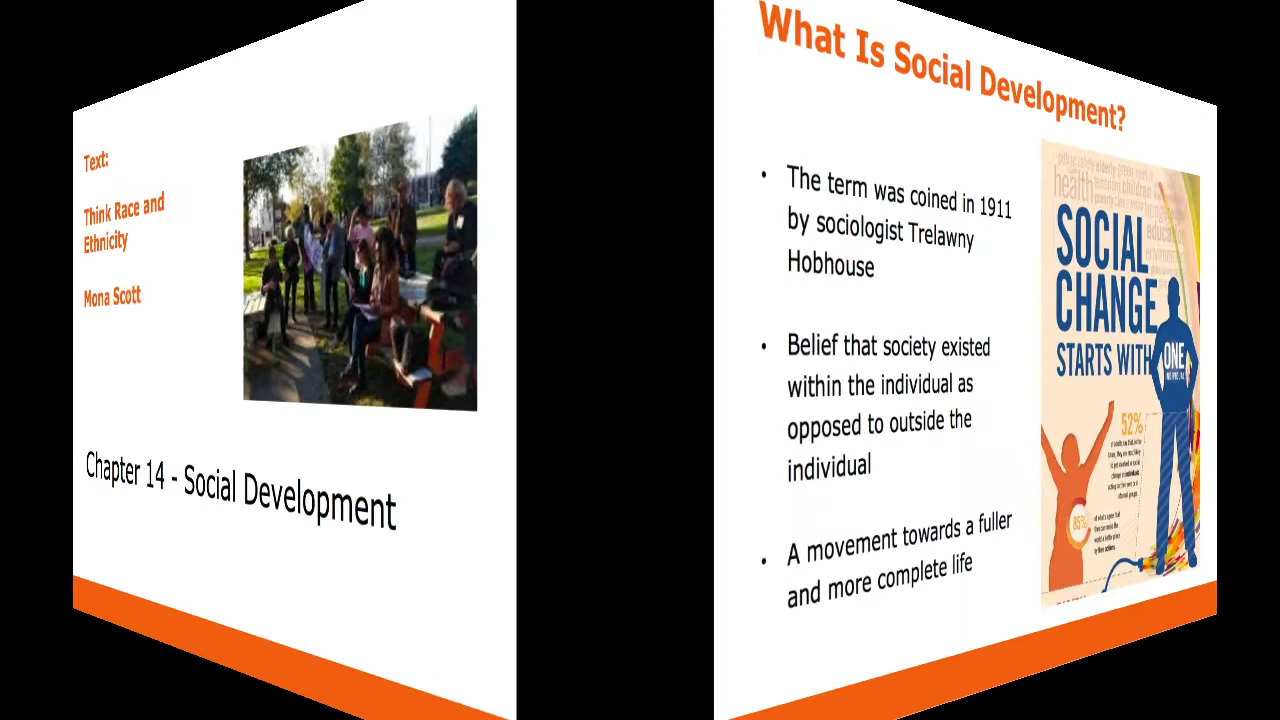 Text:
Think Race and
Ethnicity
Mona Scott
Chapter 14 - Social Development
What Is Social Development?
• The term was coined in 1911
by sociologist Trelawny
Hobhouse
• Belief that society existed
within the individual as
opposed to outside the
individual
• A movement towards a fuller
and more complete life
health
children
SOCIAL
CHANGE
STARTS WITH
ONE
52%
85%